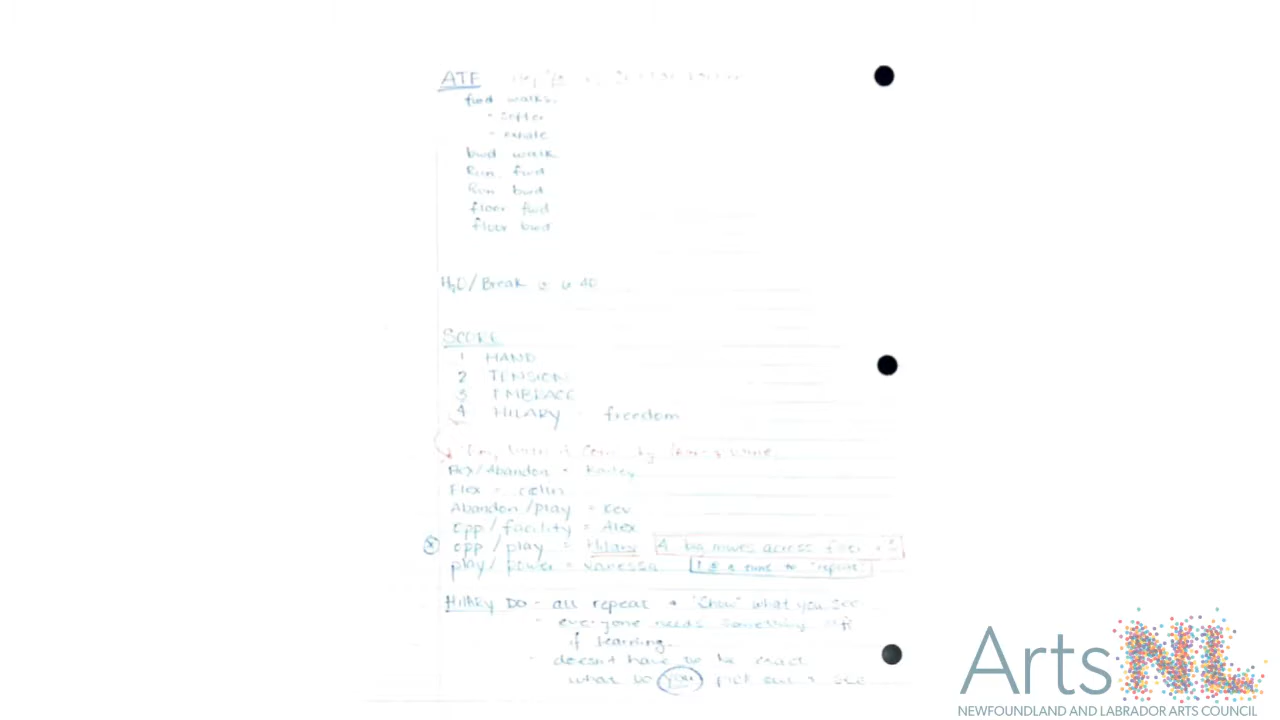 ATF
fwd walks.
- softer
- exhale
bwd walk
Run fwd
Run bwd
floor fwd
floor bwd
H2O/Break @ 6 40
SCORE
1 HAND
2 TENSION
3 EMBRACE
4 HILARY - freedom
Flex/Abandon =
Flex = Collin
Abandon/play = Kev
opp/facility = Alex
opp/play = Hilary 4 big moves across floor
play/power = Vanessa 1 @ a time to "repeat"
Hilary DO - all repeat → "Show" what you see
- everyone needs something
if learning.
- doesn't have to be exact
what do you pick out + see
Arts NL
NEWFOUNDLAND AND LABRADOR ARTS COUNCIL